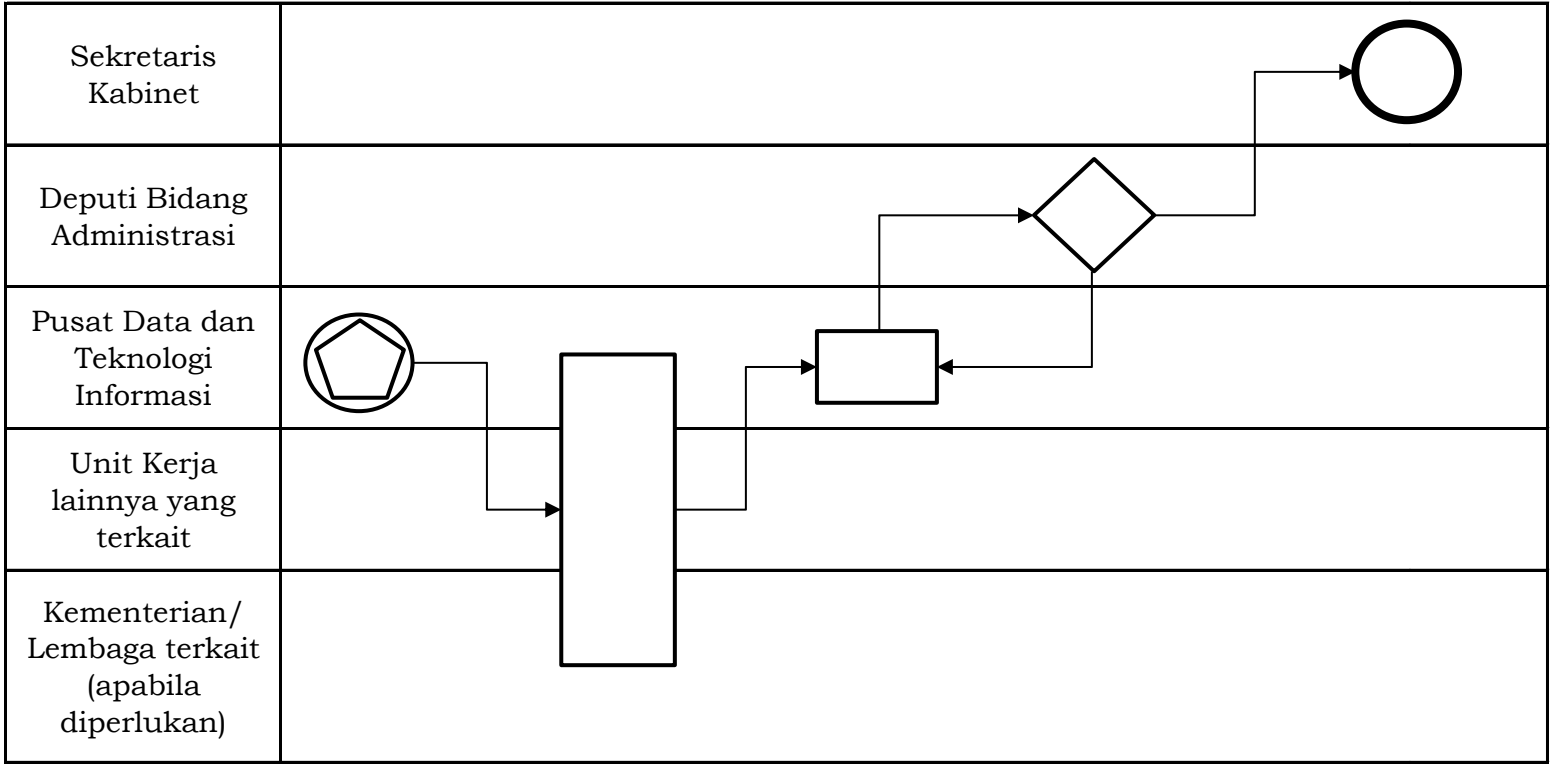 Sekretaris
Kabinet
Deputi Bidang
Administrasi
Pusat Data dan
Teknologi
Informasi
Unit Kerja
lainnya yang
terkait
Kementerian/
Lembaga terkait
(apabila
diperlukan)